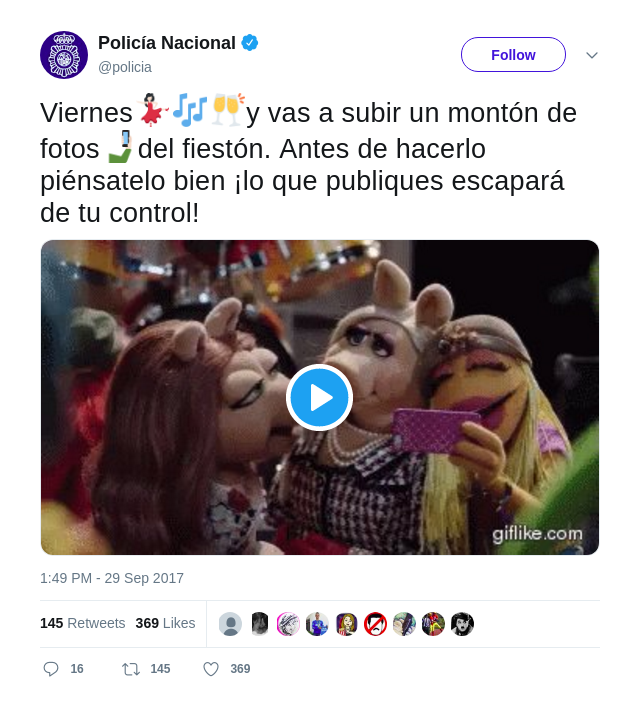 Policía Nacional
@policia
Follow
Viernes 💃🎶🥂y vas a subir un montón de
fotos 🤳 del fiestón. Antes de hacerlo
piénsatelo bien ¡lo que publiques escapará
de tu control!
giflike.com
1:49 PM - 29 Sep 2017
145 Retweets 369 Likes
16 145 369